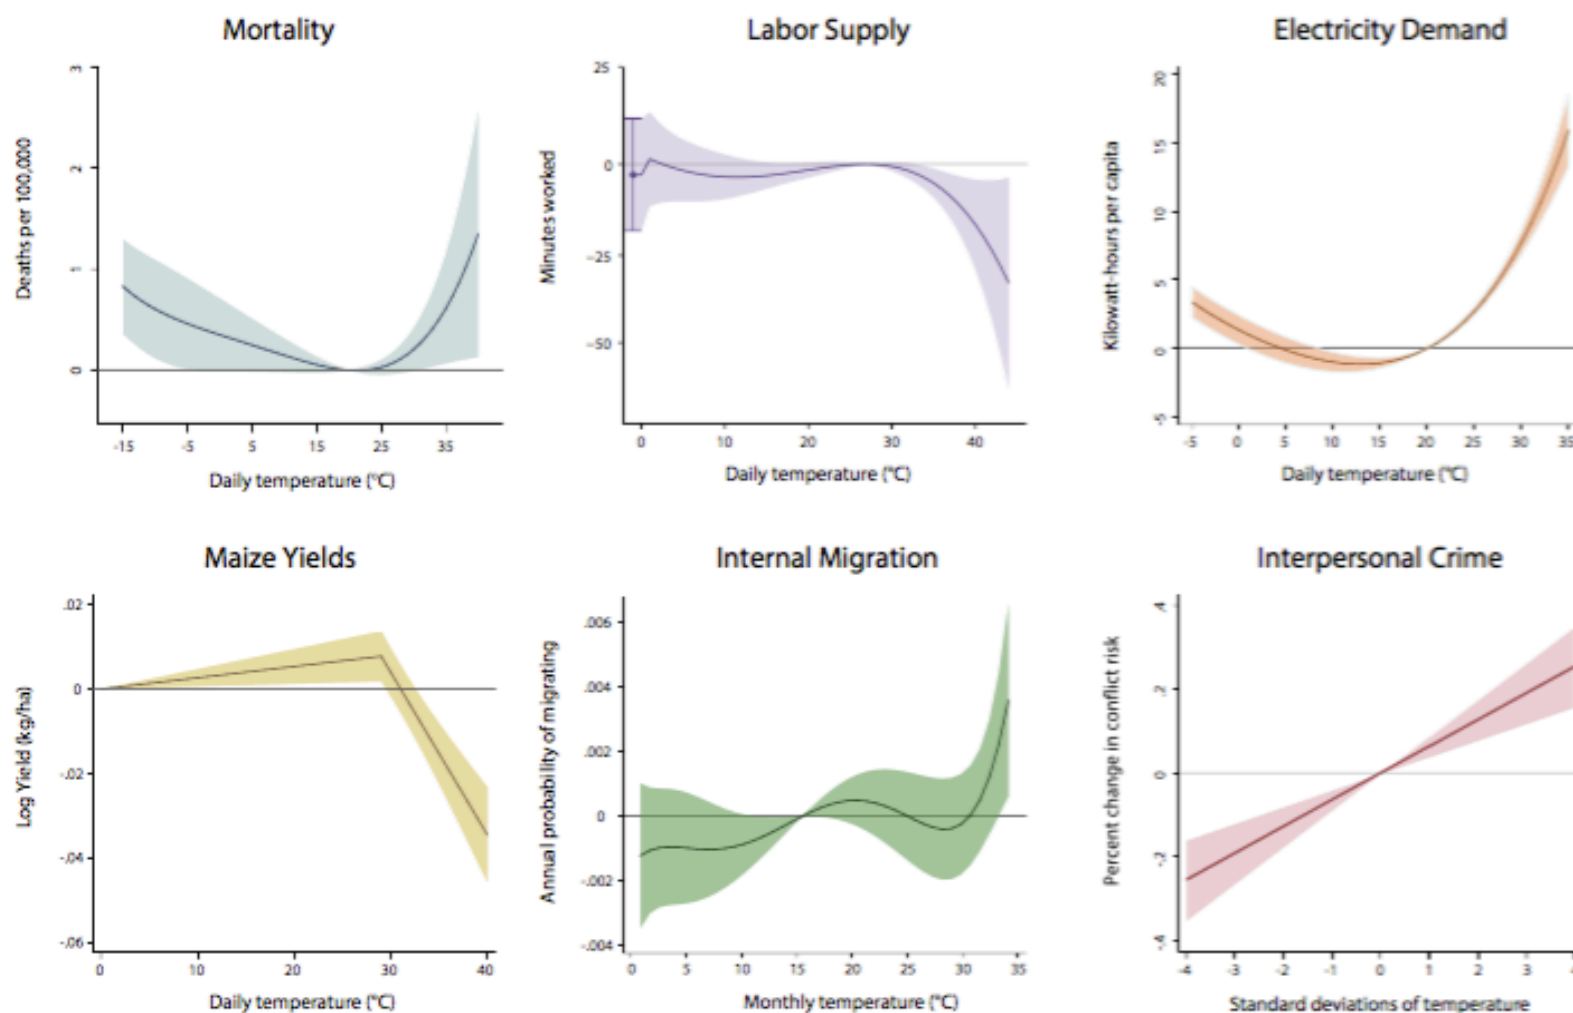 Mortality
Deaths per 100,000
3
2
1
0
-15 -5 5 15 25 35
Daily temperature (°C)
Labor Supply
Minutes worked
25
0
-25
-50
0 10 20 30 40
Daily temperature (°C)
Electricity Demand
Kilowatt-hours per capita
20
15
10
5
0
-5
-5 0 5 10 15 20 25 30 35
Daily temperature (°C)
Maize Yields
Log Yield (kg/ha)
.02
0
-.02
-.04
-.06
0 10 20 30 40
Daily temperature (°C)
Internal Migration
Annual probability of migrating
.006
.004
.002
0
-.002
-.004
0 5 10 15 20 25 30 35
Monthly temperature (°C)
Interpersonal Crime
Percent change in conflict risk
.4
.2
0
-.2
-.4
-4 -3 -2 -1 0 1 2 3
Standard deviations of temperature